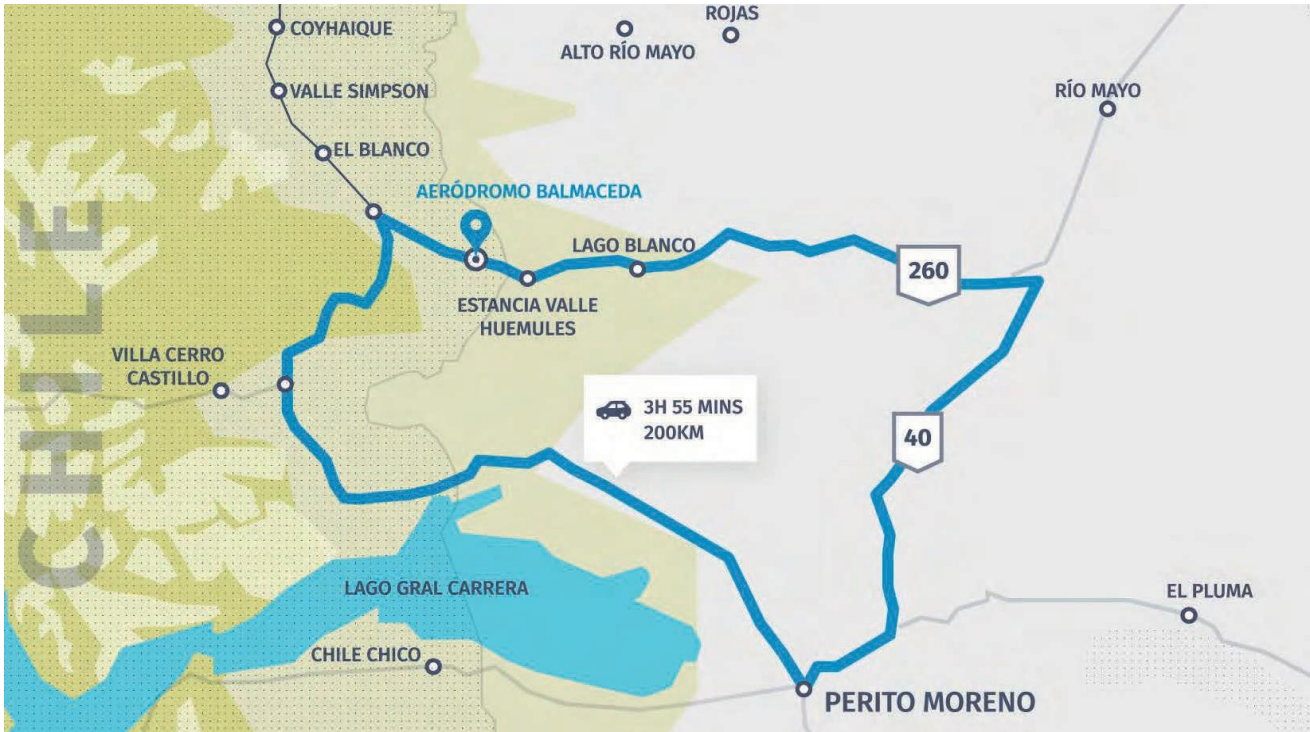 COYHAIQUE
ROJAS
ALTO RÍO MAYO
VALLE SIMPSON
RÍO MAYO
EL BLANCO
AERÓDROMO BALMACEDA
LAGO BLANCO
260
ESTANCIA VALLE
HUEMULES
VILLA CERRO
CASTILLO
CHILE
3H 55 MINS
200KM
40
LAGO GRAL CARRERA
EL PLUMA
CHILE CHICO
PERITO MORENO